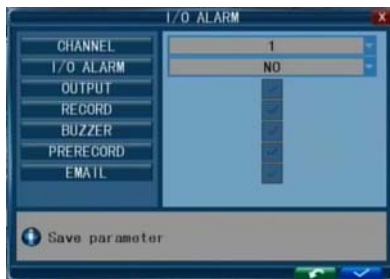 I/O ALARM
CHANNEL 1
I/O ALARM NO
OUTPUT
RECORD
BUZZER
PRERECORD
EMAIL
Save parameter